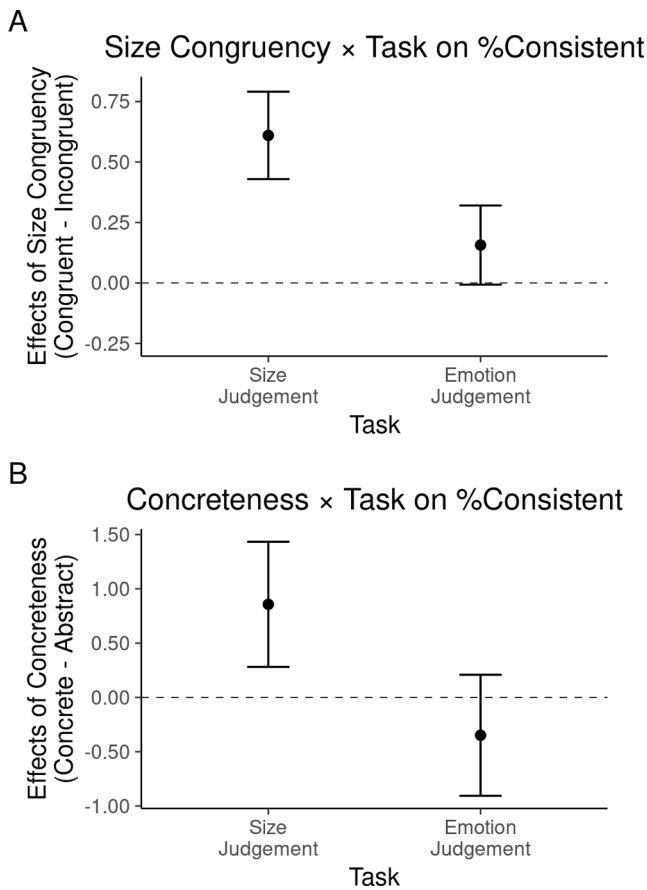 A
Size Congruency × Task on %Consistent
Effects of Size Congruency
(Congruent - Incongruent)
0.75
0.50
0.25
0.00
-0.25
Size
Judgement
Emotion
Judgement
Task
B
Concreteness × Task on %Consistent
Effects of Concreteness
(Concrete - Abstract)
1.50
1.00
0.50
0.00
-0.50
-1.00
Size
Judgement
Emotion
Judgement
Task